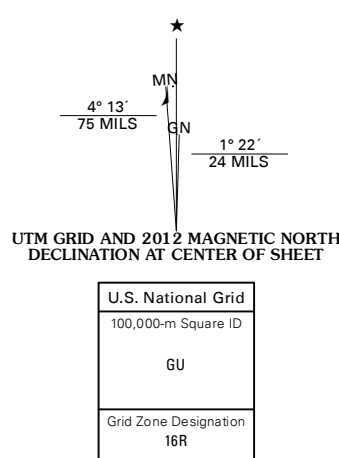 ★
MN
4° 13´
75 MILS
GN
1° 22´
24 MILS
UTM GRID AND 2012 MAGNETIC NORTH
DECLINATION AT CENTER OF SHEET
U.S. National Grid
100,000-m Square ID
GU
Grid Zone Designation
16R